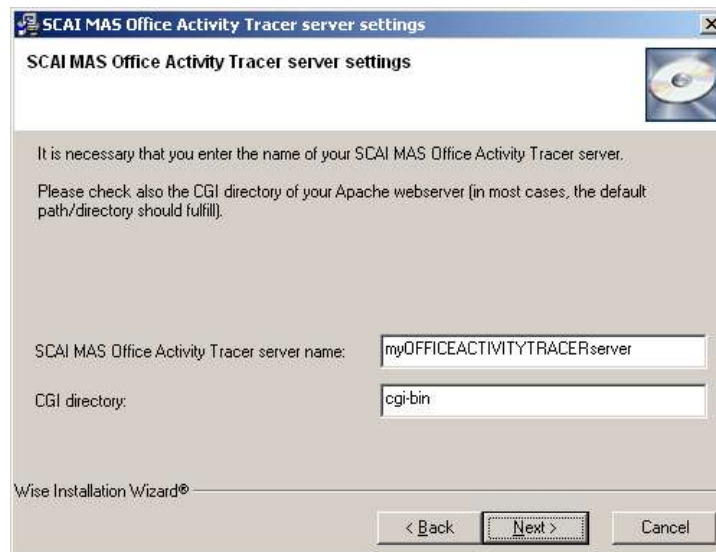 SCAI MAS Office Activity Tracer server settings
SCAI MAS Office Activity Tracer server settings
It is necessary that you enter the name of your SCAI MAS Office Activity Tracer server.
Please check also the CGI directory of your Apache webserver (in most cases, the default
path/directory should fulfill).
SCAI MAS Office Activity Tracer server name: myOFFICEACTIVITYTRACERserver
CGI directory: cgi-bin
Wise Installation Wizard®
< Back Next > Cancel